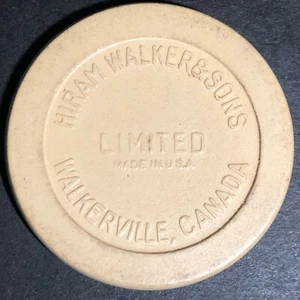 HIRAM WALKER & SONS
LIMITED
MADE IN U.S.A.
WALKERVILLE, CANADA